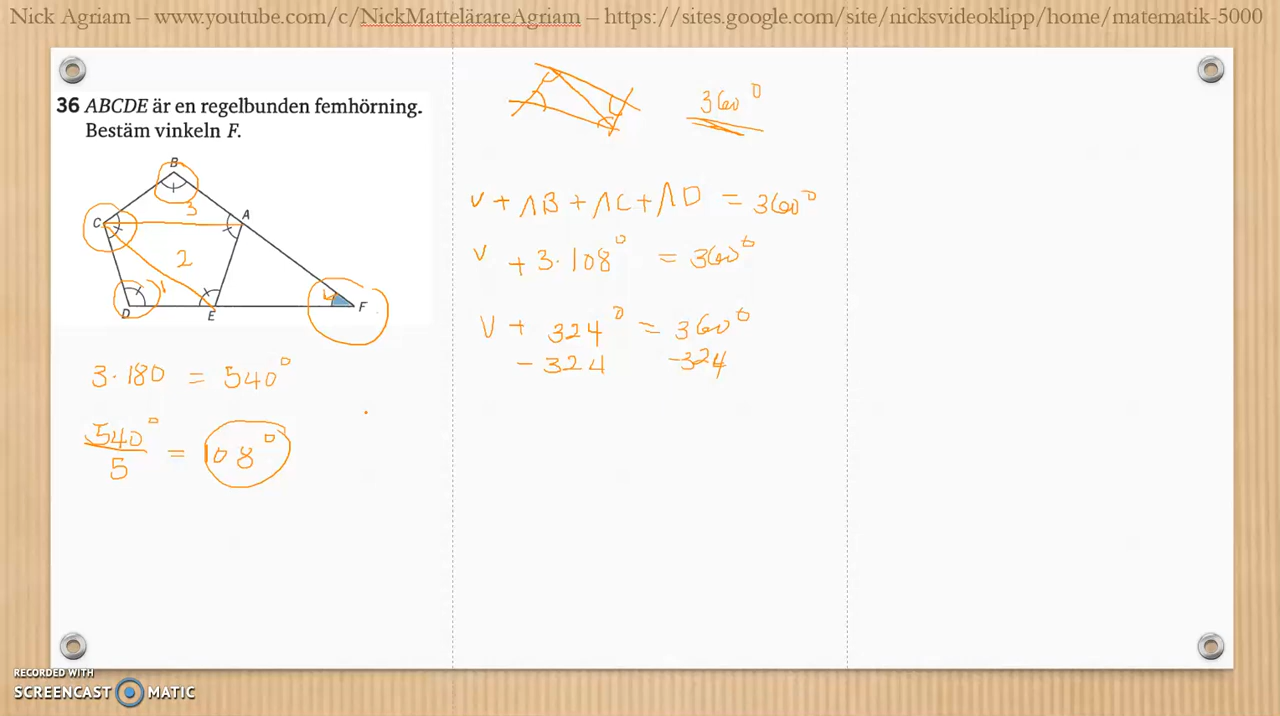 Nick Agriam – www.youtube.com/c/NickMattelärareAgriam – https://sites.google.com/site/nicksvideoklipp/home/matematik-5000
36 ABCDE är en regelbunden femhörning.
Bestäm vinkeln F.
B
A
C
3
2
1
D
E
F
v
3·180 = 540°
540°
5
= 108°
360°
v + ∧B + ∧C + ∧D = 360°
v + 3·108° = 360°
v + 324° = 360°
-324 -324
RECORDED WITH
SCREENCAST MATIC